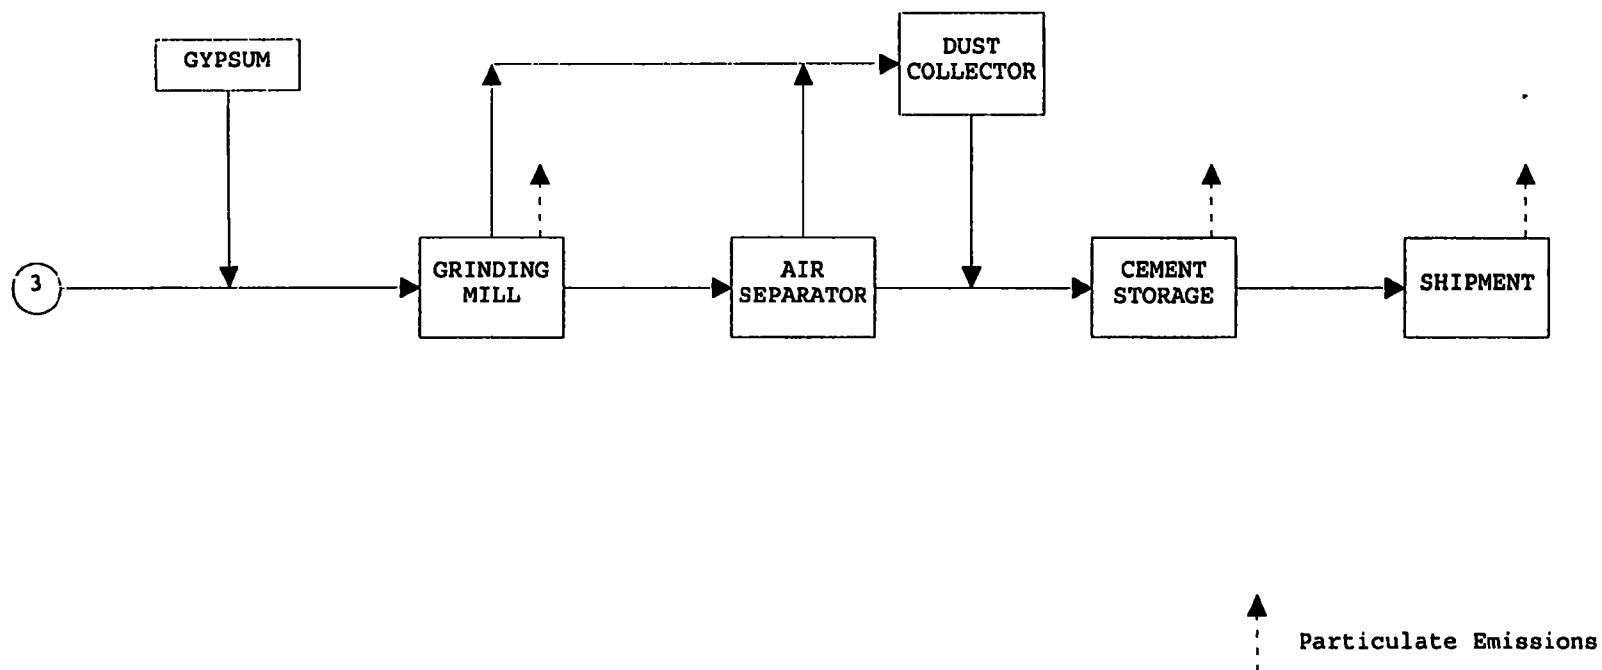 GYPSUM
DUST
COLLECTOR
3
GRINDING
MILL
AIR
SEPARATOR
CEMENT
STORAGE
SHIPMENT
Particulate Emissions